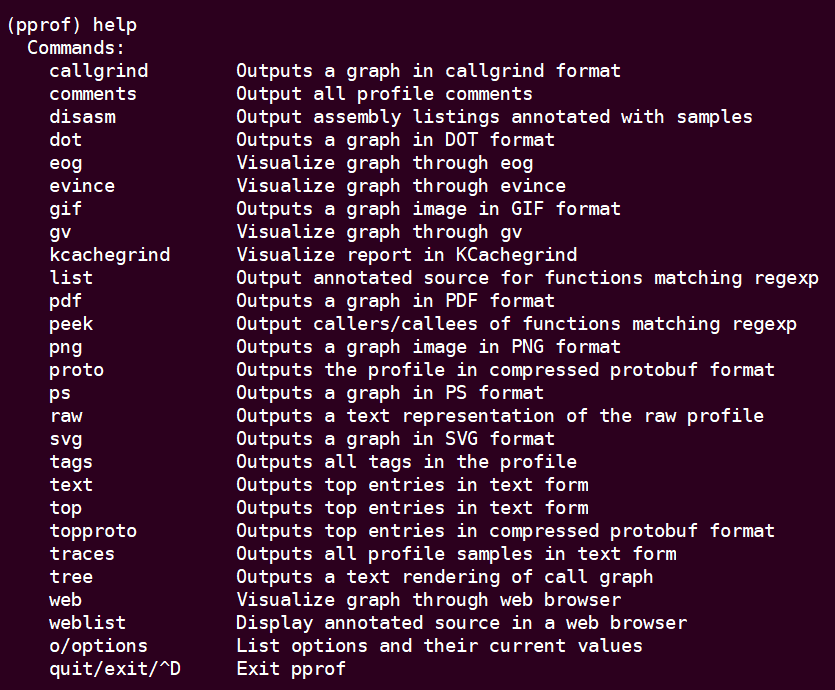 (pprof) help
  Commands:
    callgrind        Outputs a graph in callgrind format
    comments         Output all profile comments
    disasm           Output assembly listings annotated with samples
    dot              Outputs a graph in DOT format
    eog              Visualize graph through eog
    evince           Visualize graph through evince
    gif              Outputs a graph image in GIF format
    gv               Visualize graph through gv
    kcachegrind      Visualize report in KCachegrind
    list             Output annotated source for functions matching regexp
    pdf              Outputs a graph in PDF format
    peek             Output callers/callees of functions matching regexp
    png              Outputs a graph image in PNG format
    proto            Outputs the profile in compressed protobuf format
    ps               Outputs a graph in PS format
    raw              Outputs a text representation of the raw profile
    svg              Outputs a graph in SVG format
    tags             Outputs all tags in the profile
    text             Outputs top entries in text form
    top              Outputs top entries in text form
    topproto         Outputs top entries in compressed protobuf format
    traces           Outputs all profile samples in text form
    tree             Outputs a text rendering of call graph
    web              Visualize graph through web browser
    weblist          Display annotated source in a web browser
    o/options        List options and their current values
    quit/exit/^D     Exit pprof